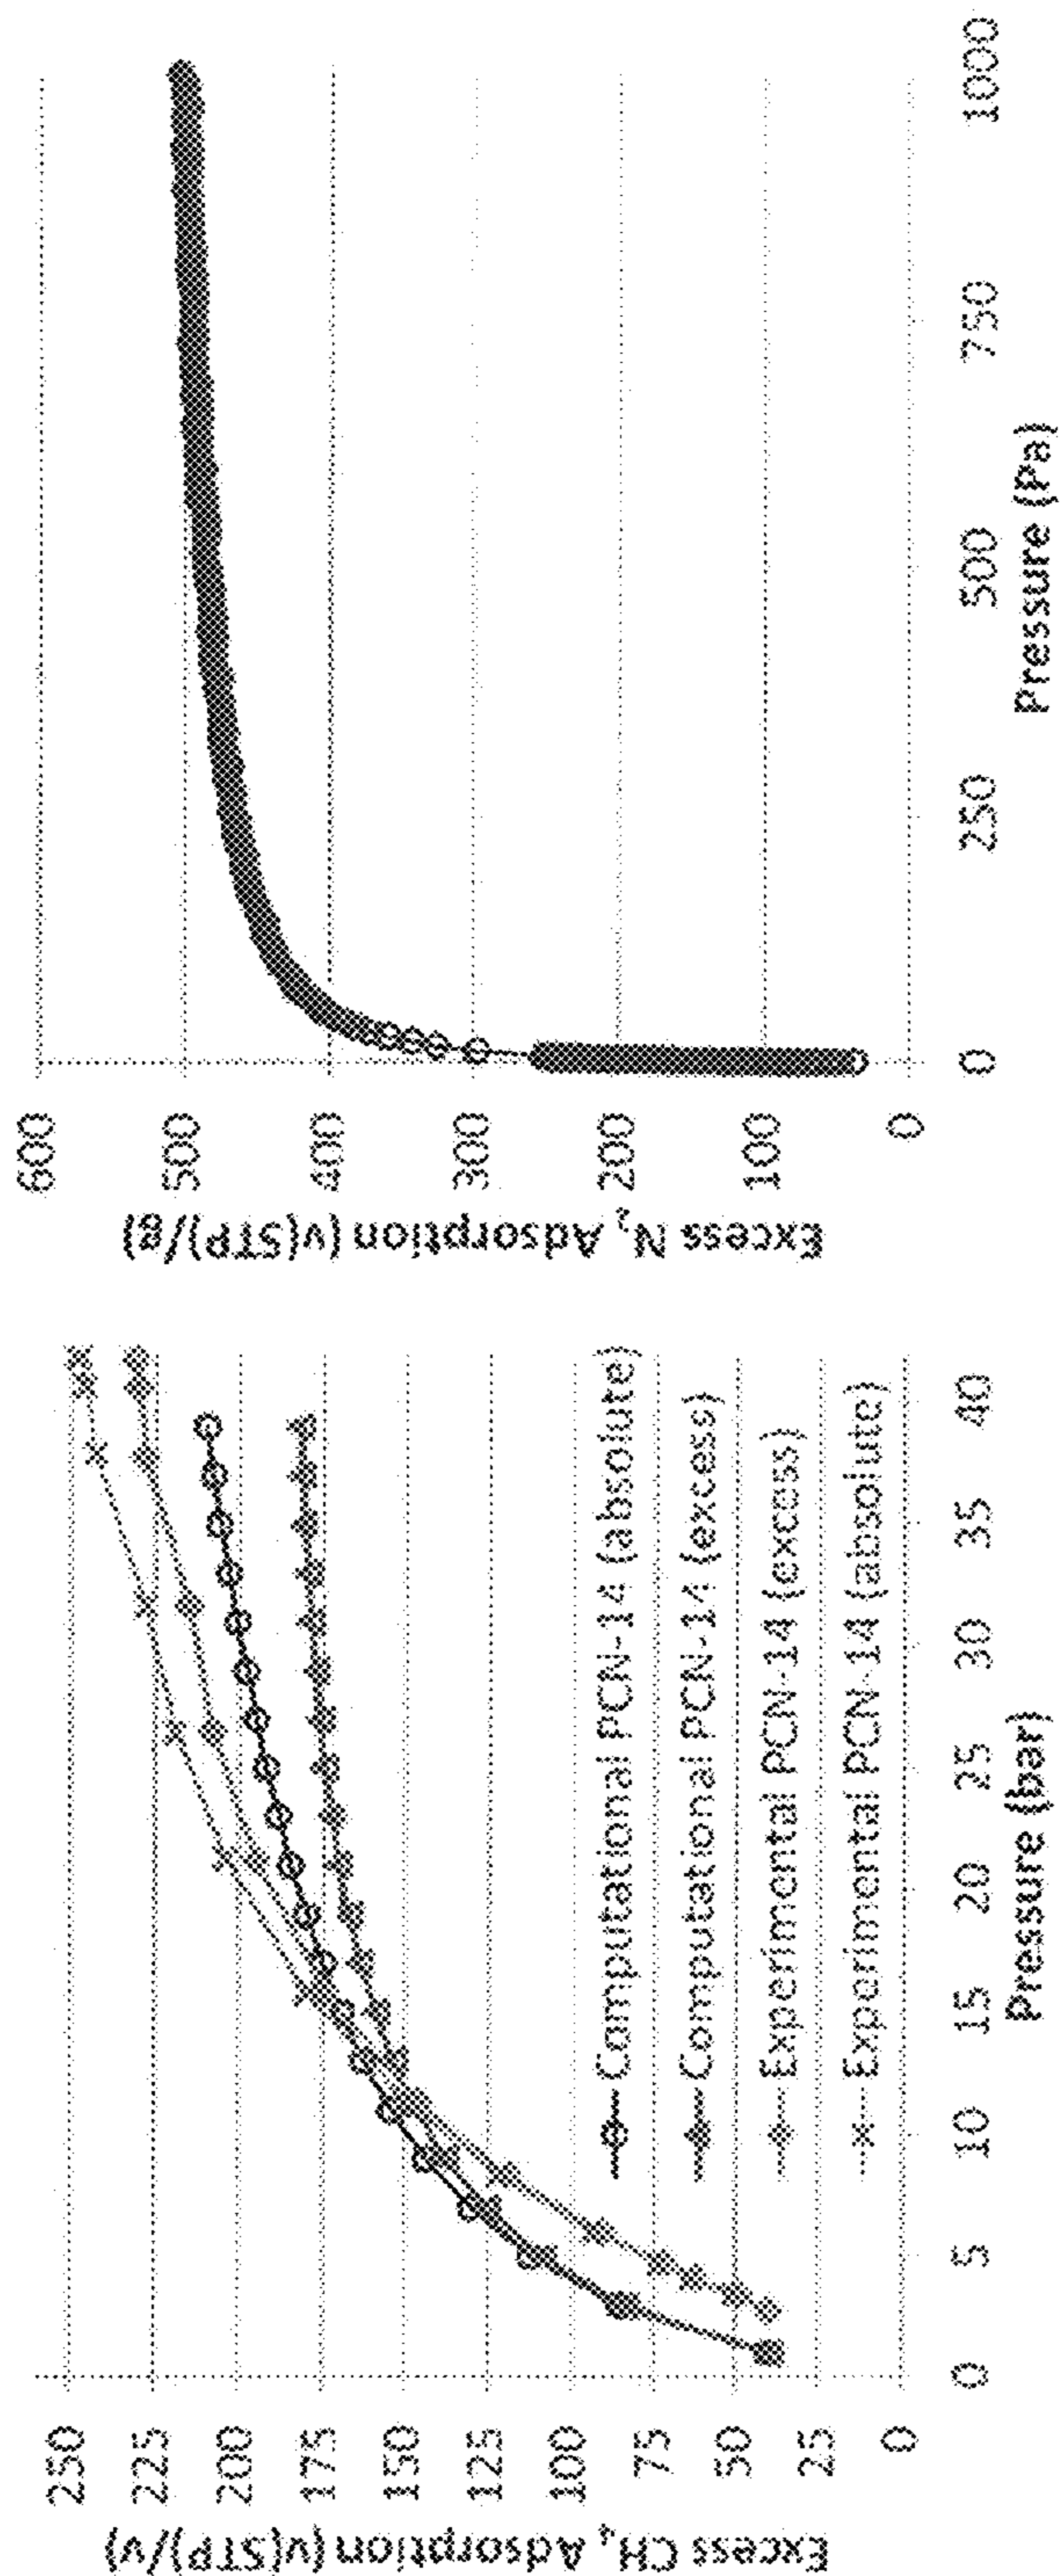 Excess CH₄ Adsorption (v(STP)/v)
250
225
200
175
150
125
100
75
50
25
0
Computational PCN-14 (absolute)
Computational PCN-14 (excess)
Experimental PCN-14 (excess)
Experimental PCN-14 (absolute)
0 5 10 15 20 25 30 35 40
Pressure (bar)
Excess N₂ Adsorption (v(STP)/g)
600
500
400
300
200
100
0
0 250 500 750 1000
Pressure (Pa)